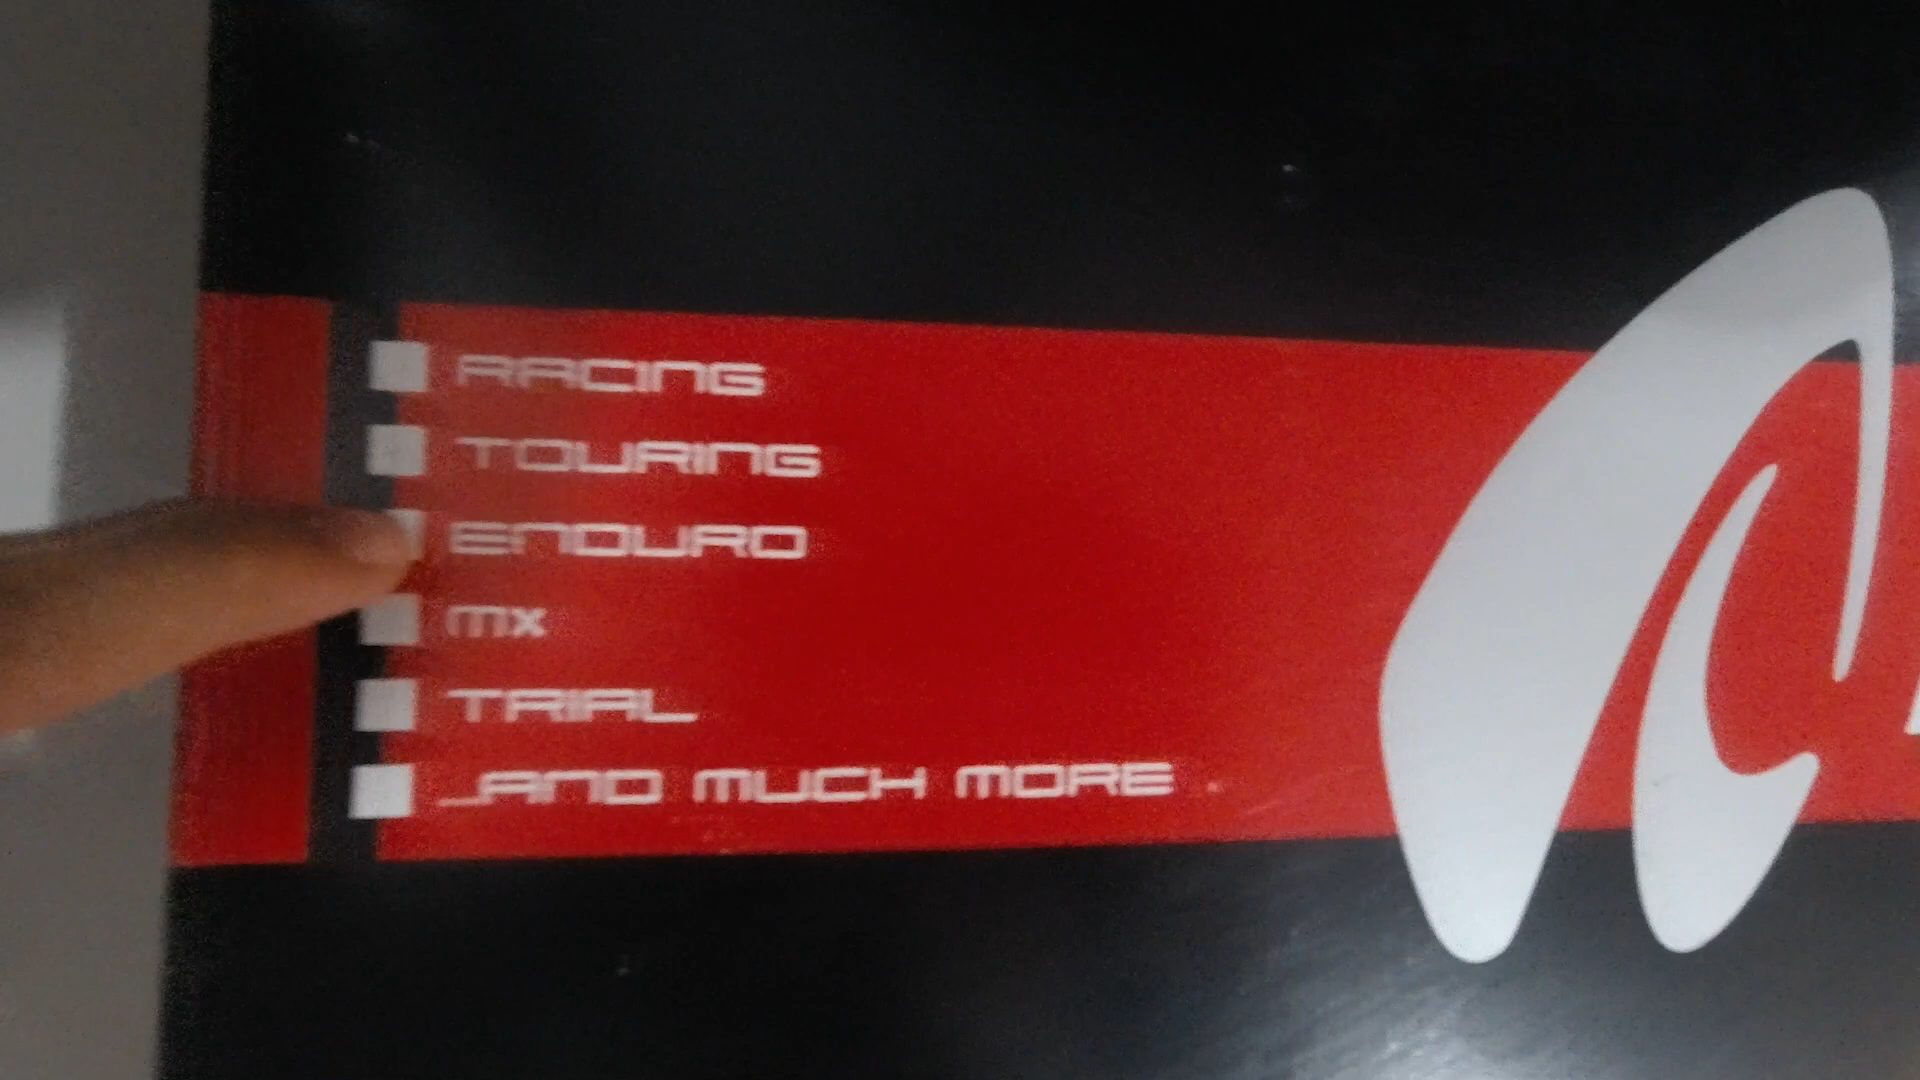 RACING
TOURING
ENDURO
MX
TRIAL
...AND MUCH MORE